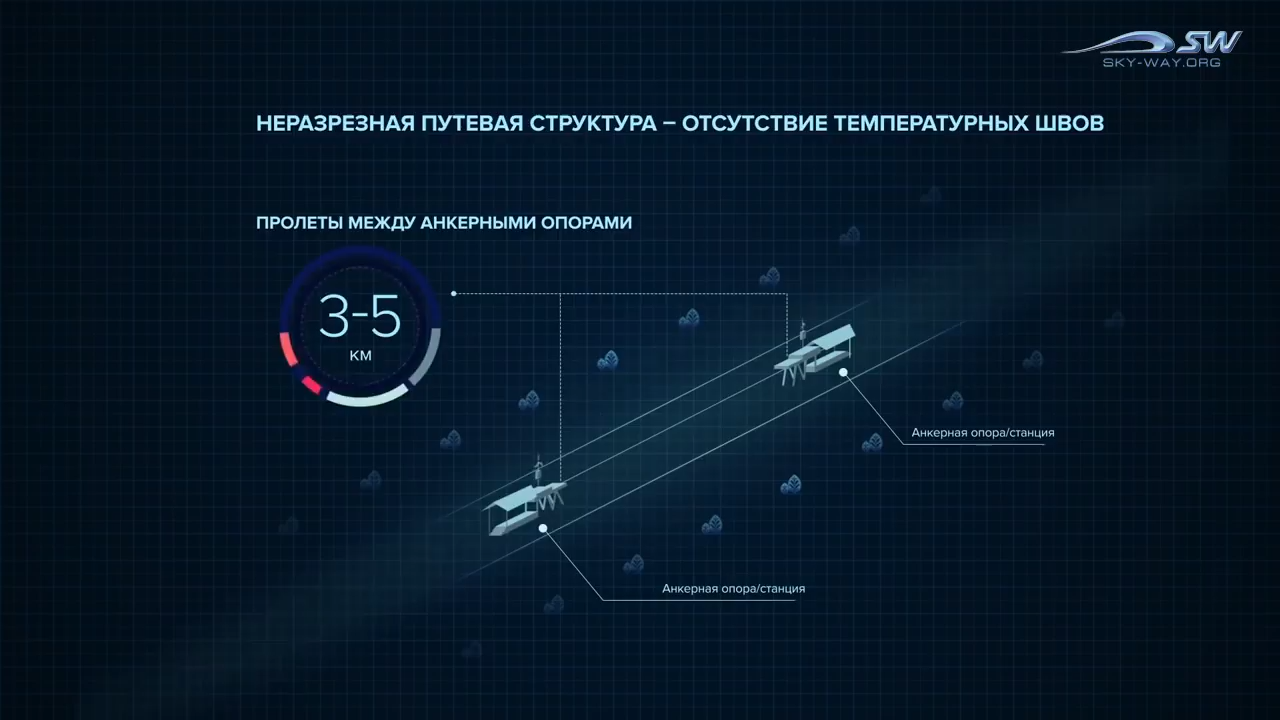 SW
SKY-WAY.ORG
НЕРАЗРЕЗНАЯ ПУТЕВАЯ СТРУКТУРА – ОТСУТСТВИЕ ТЕМПЕРАТУРНЫХ ШВОВ
ПРОЛЕТЫ МЕЖДУ АНКЕРНЫМИ ОПОРАМИ
3-5
КМ
Анкерная опора/станция
Анкерная опора/станция